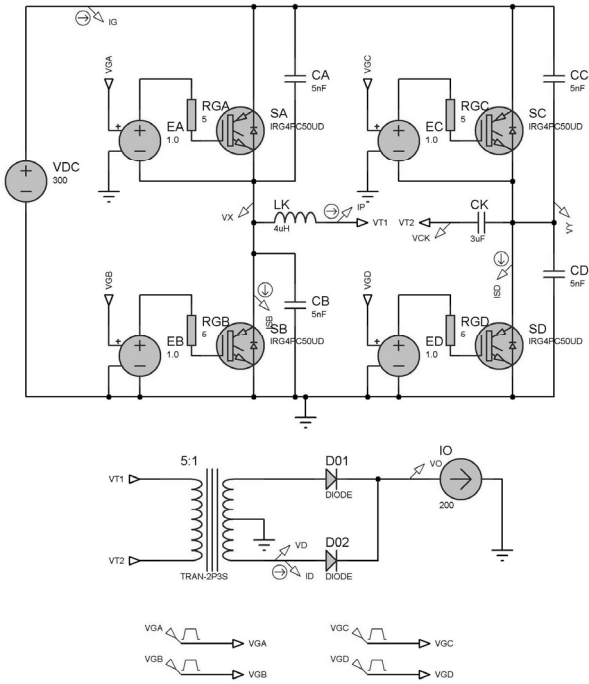 IG
VGA
RGA
5
EA
1.0
SA
IRG4PC50UD
CA
5nF
VGC
RGC
5
EC
1.0
SC
IRG4PC50UD
CC
5nF
VDC
300
VX
LK
4uH
IP
VT1
VT2
VCK
CK
3uF
VY
VGB
RGB
6
EB
1.0
ISB
SB
IRG4PC50UD
CB
5nF
VGD
RGD
6
ED
1.0
ISD
SD
IRG4PC50UD
CD
5nF
VT1
VT2
5:1
TRAN-2P3S
D01
DIODE
VD
ID
D02
DIODE
VO
IO
200
VGA
VGA
VGB
VGB
VGC
VGC
VGD
VGD